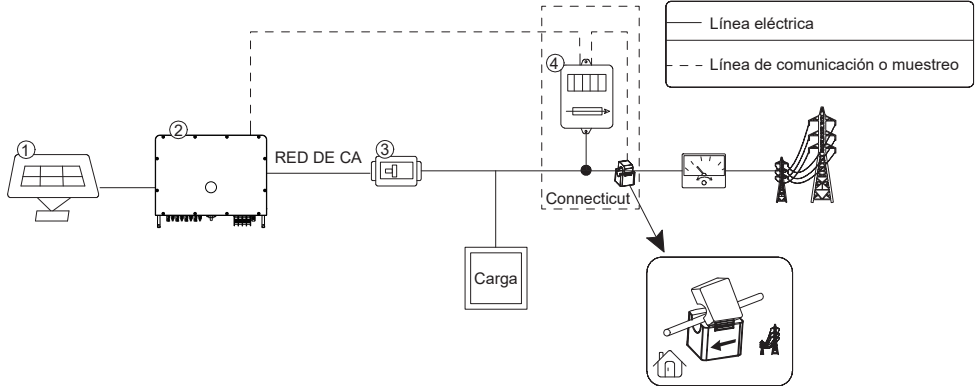 Línea eléctrica
Línea de comunicación o muestreo
4
1
2
RED DE CA
3
Connecticut
Carga